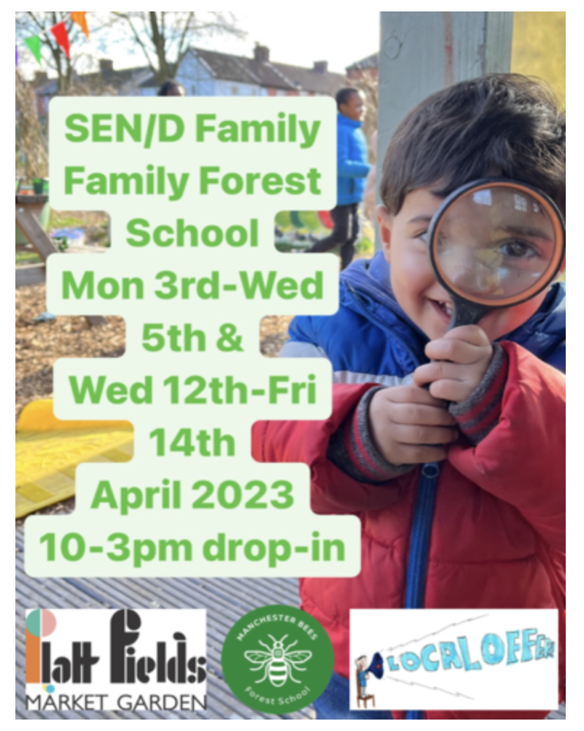 SEN/D Family
Family Forest
School
Mon 3rd-Wed
5th &
Wed 12th-Fri
14th
April 2023
10-3pm drop-in
Platt Fields
MARKET GARDEN
MANCHESTER BEES
Forest School
LOCAL OFFER